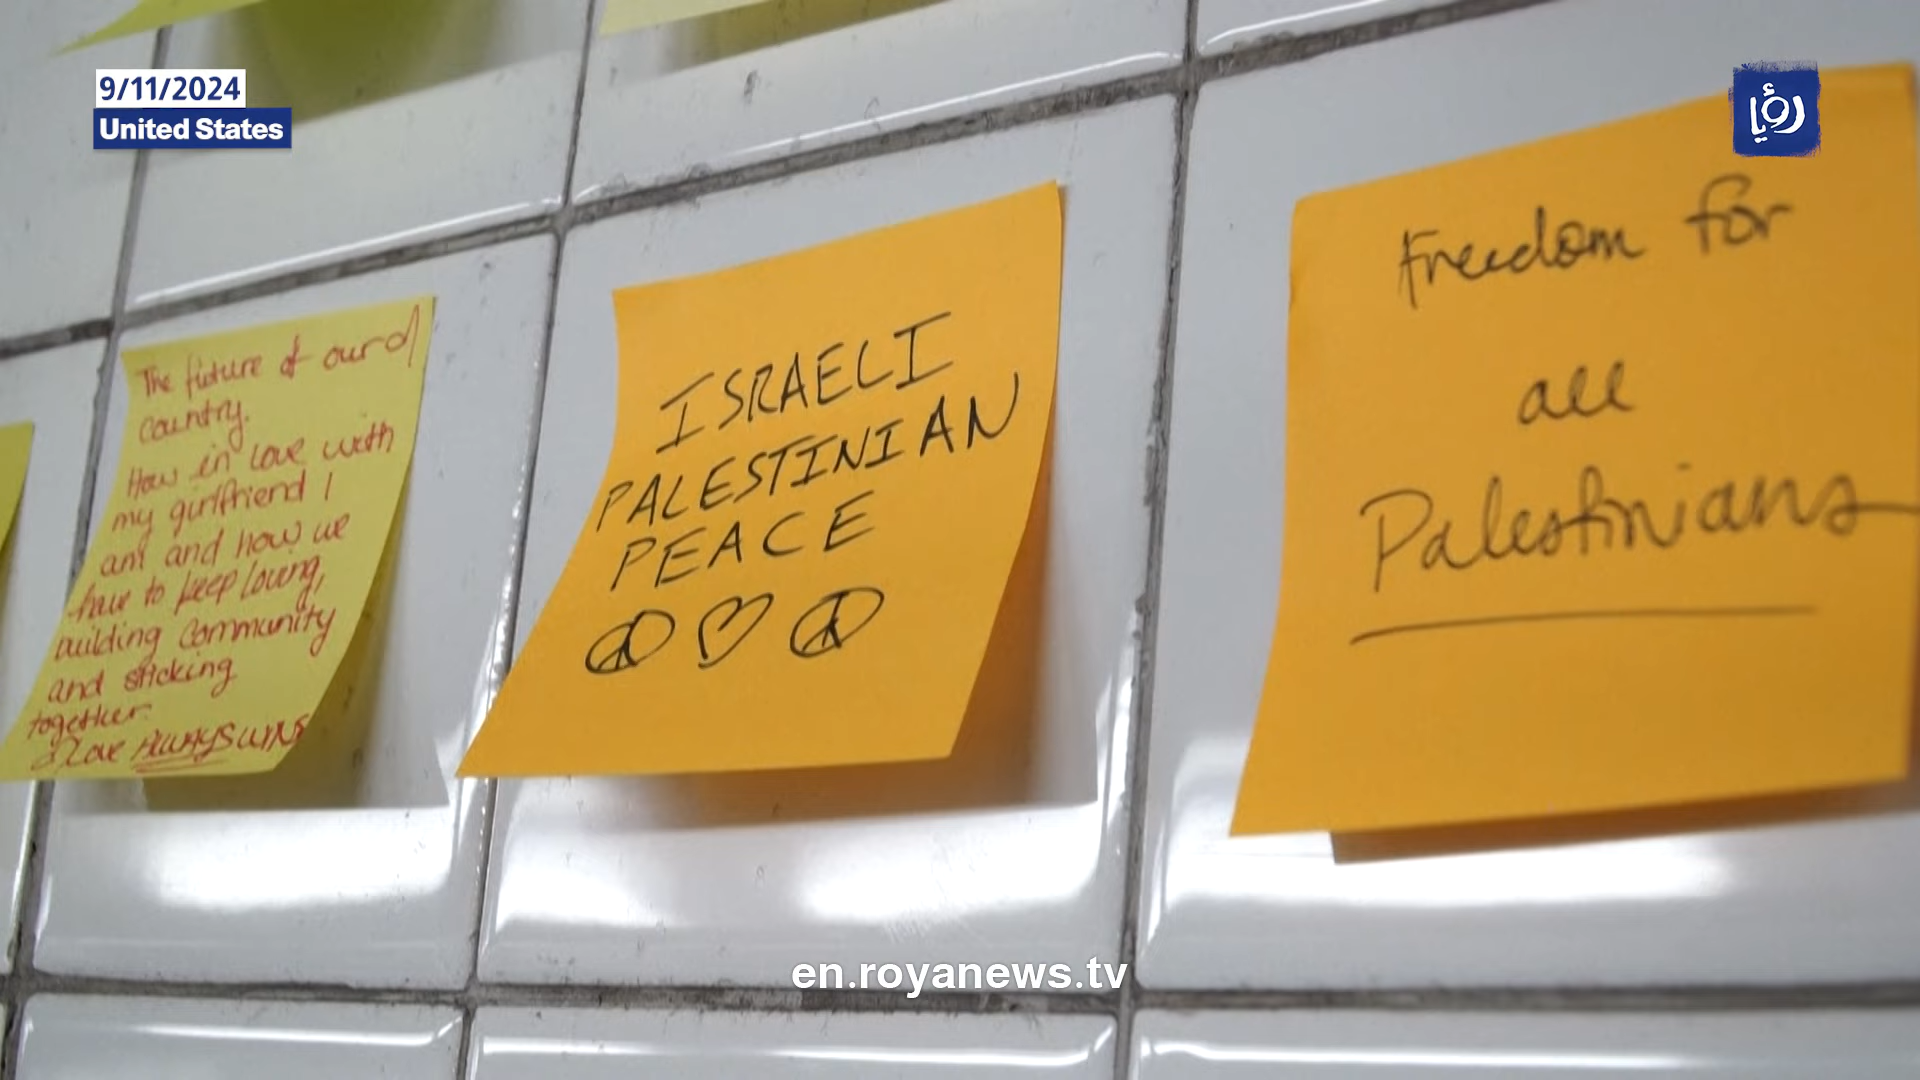 9/11/2024
United States
رؤيا
The future of our
country.
How in love with
my girlfriend I
am and how we
have to keep loving,
building community
and sticking
together.
Love ALWAYS wins
ISRAELI
PALESTINIAN
PEACE
Freedom for
all
Palestinians
en.royanews.tv